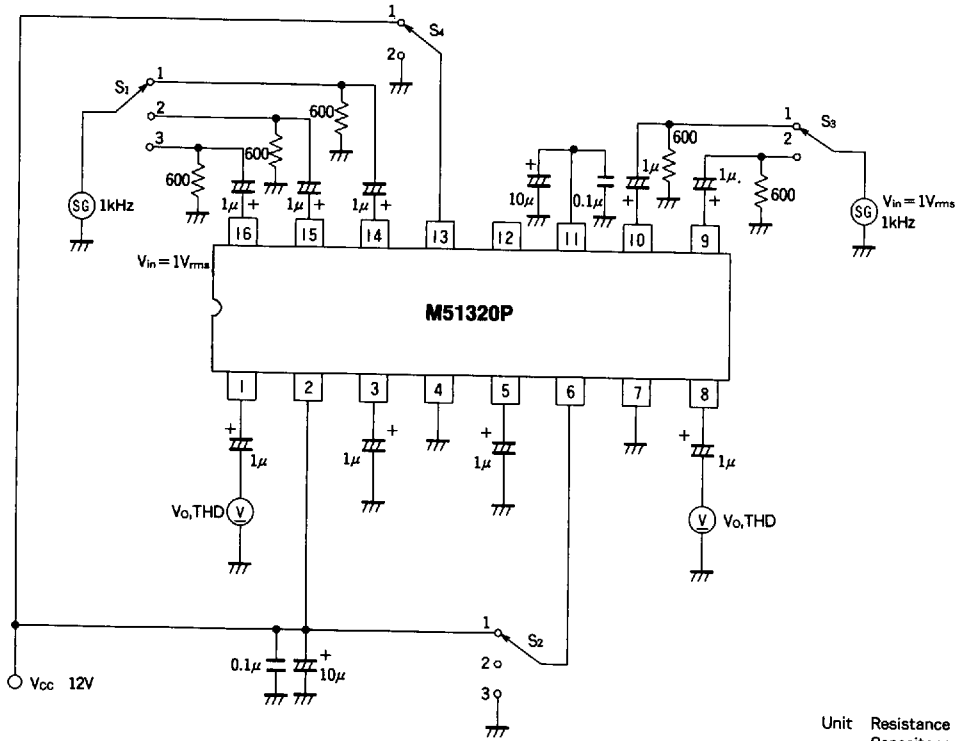 1
S₄
2
1
S₁
2
3
600
600
600
SG 1kHz
1μ +
1μ +
1μ +
+
10μ
0.1μ
1μ
+
600
1μ.
+
600
1
S₃
2
SG
Vin=1Vrms
1kHz
16 15 14 13 12 11 10 9
Vin=1Vrms
M51320P
1 2 3 4 5 6 7 8
+
1μ
+
1μ
+
1μ
+
1μ
Vo,THD V
V Vo,THD
1
S₂
2
3
0.1μ
+
10μ
Vcc 12V
Unit Resistance